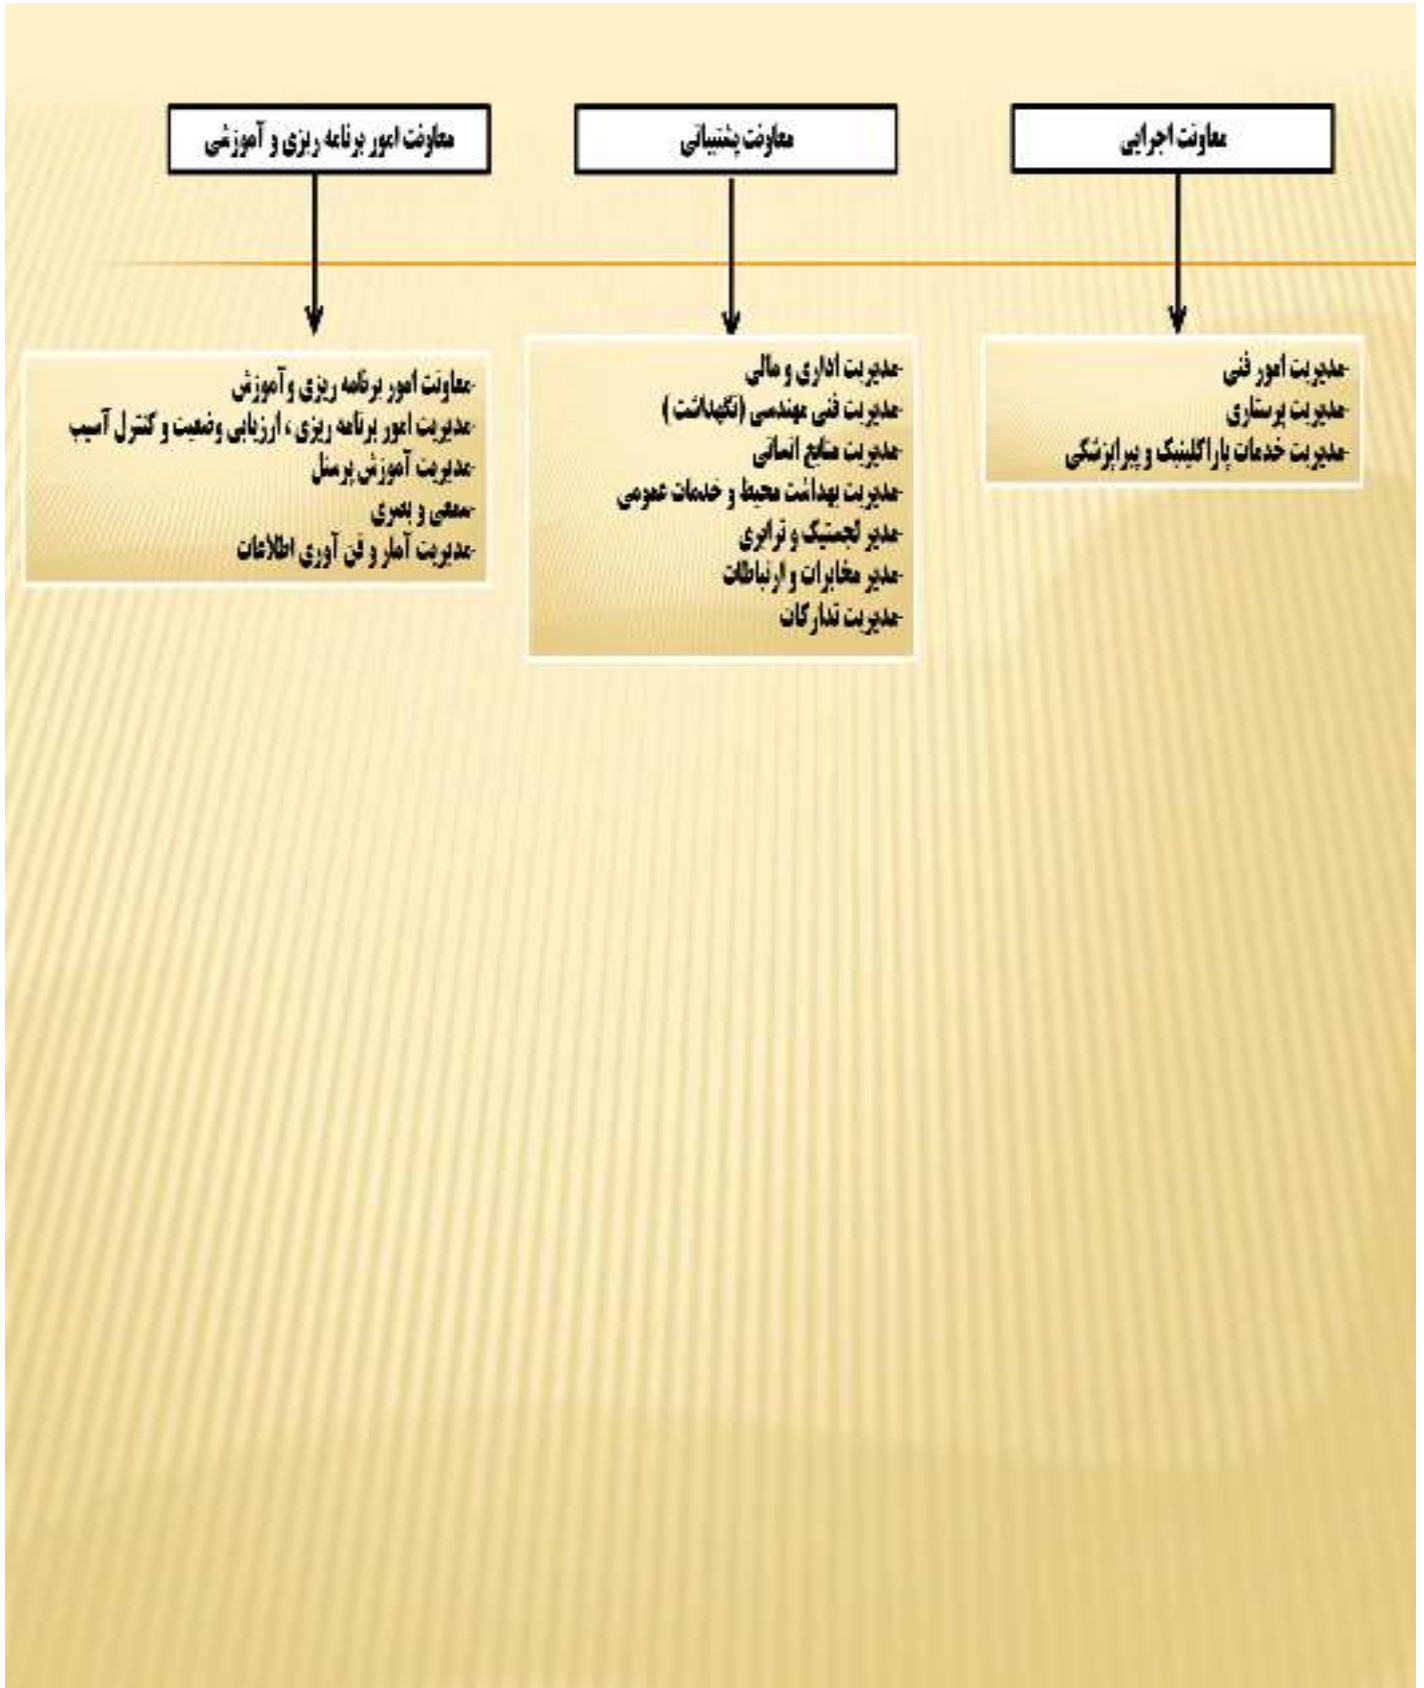 معاونت اجرایی
-مدیریت امور فنی
-مدیریت پرستاری
-مدیریت خدمات پاراکلینیک و پیراپزشکی
معاونت پشتیبانی
-مدیریت اداری و مالی
-مدیریت فنی مهندسی (نگهداشت )
-مدیریت منابع انسانی
-مدیریت بهداشت محیط و خدمات عمومی
-مدیر لجستیک و ترابری
-مدیر مخابرات و ارتباطات
-مدیریت تدارکات
معاونت امور برنامه ریزی و آموزشی
-معاونت امور برنامه ریزی و آموزش
-مدیریت امور برنامه ریزی ، ارزیابی وضعیت و کنترل آسیب
-مدیریت آموزش پرسنل
-سمعی و بصری
-مدیریت آمار و فن آوری اطلاعات